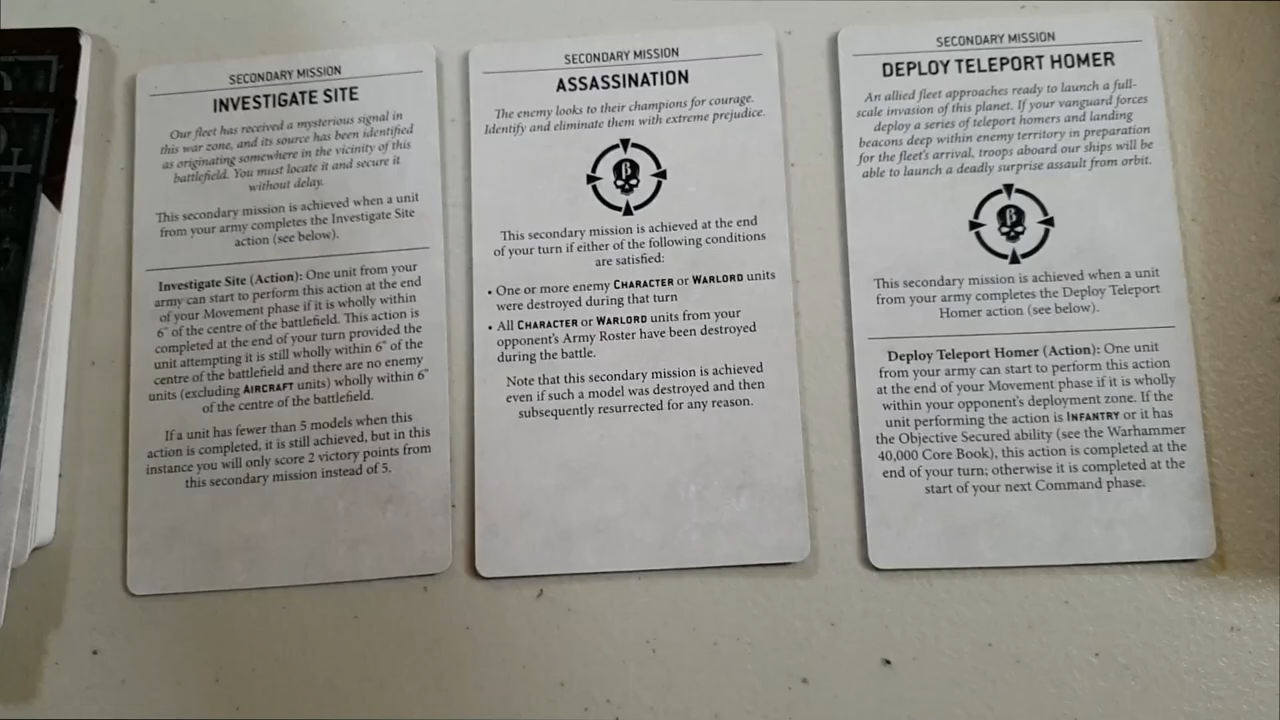 SECONDARY MISSION
INVESTIGATE SITE
Our fleet has received a mysterious signal in
this war zone, and its source has been identified
as originating somewhere in the vicinity of this
battlefield. You must locate it and secure it
without delay.
This secondary mission is achieved when a unit
from your army completes the Investigate Site
action (see below).
Investigate Site (Action): One unit from your
army can start to perform this action at the end
of your Movement phase if it is wholly within
6" of the centre of the battlefield. This action is
completed at the end of your turn provided the
unit attempting it is still wholly within 6" of the
centre of the battlefield and there are no enemy
units (excluding AIRCRAFT units) wholly within 6"
of the centre of the battlefield.
If a unit has fewer than 5 models when this
action is completed, it is still achieved, but in this
instance you will only score 2 victory points from
this secondary mission instead of 5.
SECONDARY MISSION
ASSASSINATION
The enemy looks to their champions for courage.
Identify and eliminate them with extreme prejudice.
β
This secondary mission is achieved at the end
of your turn if either of the following conditions
are satisfied:
• One or more enemy CHARACTER or WARLORD units
were destroyed during that turn
• All CHARACTER or WARLORD units from your
opponent's Army Roster have been destroyed
during the battle.
Note that this secondary mission is achieved
even if such a model was destroyed and then
subsequently resurrected for any reason.
SECONDARY MISSION
DEPLOY TELEPORT HOMER
An allied fleet approaches ready to launch a full-
scale invasion of this planet. If your vanguard forces
deploy a series of teleport homers and landing
beacons deep within enemy territory in preparation
for the fleet's arrival, troops aboard our ships will be
able to launch a deadly surprise assault from orbit.
β
This secondary mission is achieved when a unit
from your army completes the Deploy Teleport
Homer action (see below).
Deploy Teleport Homer (Action): One unit
from your army can start to perform this action
at the end of your Movement phase if it is wholly
within your opponent's deployment zone. If the
unit performing the action is INFANTRY or it has
the Objective Secured ability (see the Warhammer
40,000 Core Book), this action is completed at the
end of your turn; otherwise it is completed at the
start of your next Command phase.